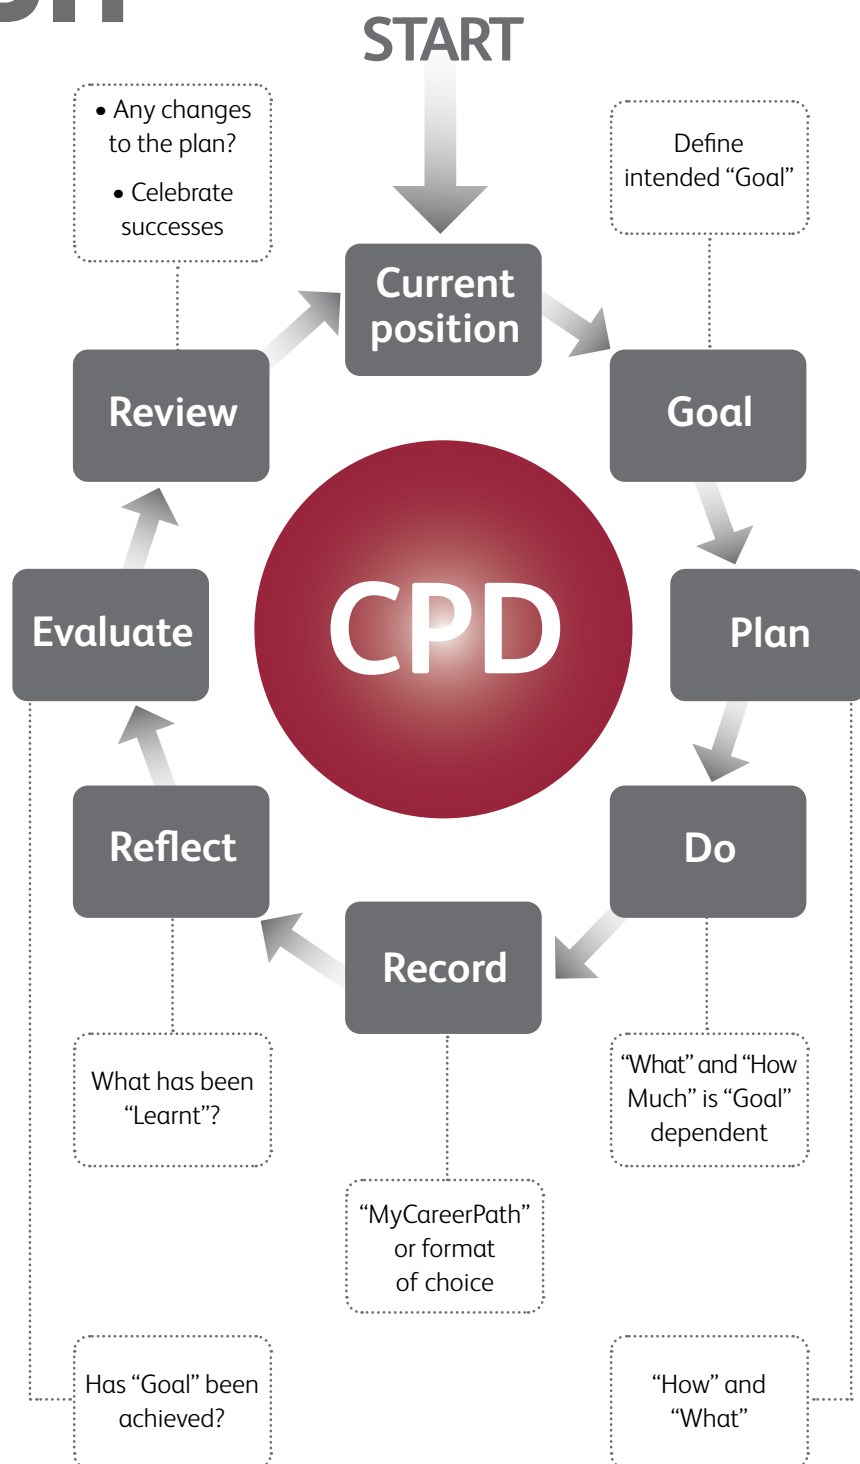 START
• Any changes
to the plan?
• Celebrate
successes
Define
intended “Goal”
Current
position
Review
Goal
CPD
Evaluate
Plan
Reflect
Do
Record
What has been
“Learnt”?
“What” and “How
Much” is “Goal”
dependent
“MyCareerPath”
or format
of choice
Has “Goal” been
achieved?
“How” and
“What”